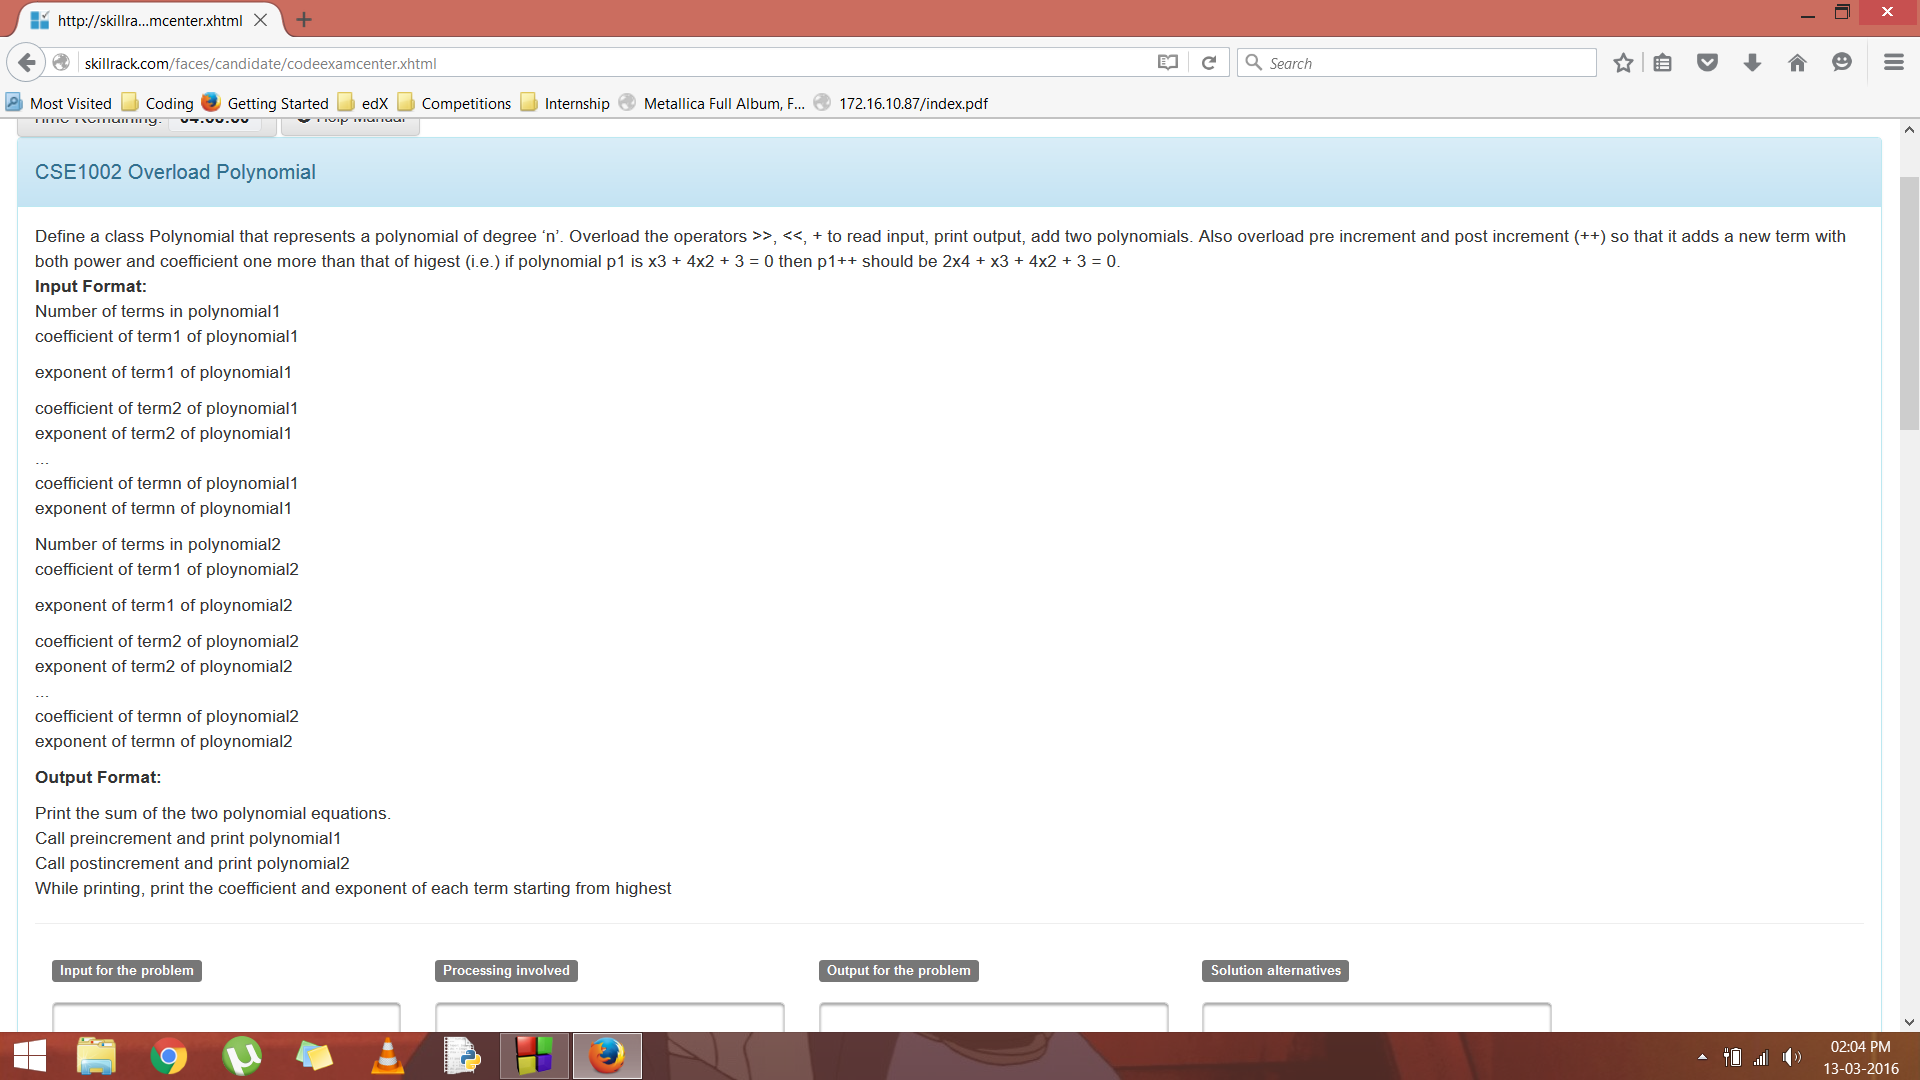 http://skillra...mcenter.xhtml
skillrack.com/faces/candidate/codeexamcenter.xhtml
Search
Most Visited Coding Getting Started edX Competitions Internship Metallica Full Album, F... 172.16.10.87/index.pdf
Time Remaining: Help Manual
CSE1002 Overload Polynomial
Define a class Polynomial that represents a polynomial of degree ‘n’. Overload the operators >>, <<, + to read input, print output, add two polynomials. Also overload pre increment and post increment (++) so that it adds a new term with
both power and coefficient one more than that of higest (i.e.) if polynomial p1 is x3 + 4x2 + 3 = 0 then p1++ should be 2x4 + x3 + 4x2 + 3 = 0.
Input Format:
Number of terms in polynomial1
coefficient of term1 of ploynomial1
exponent of term1 of ploynomial1
coefficient of term2 of ploynomial1
exponent of term2 of ploynomial1
...
coefficient of termn of ploynomial1
exponent of termn of ploynomial1
Number of terms in polynomial2
coefficient of term1 of ploynomial2
exponent of term1 of ploynomial2
coefficient of term2 of ploynomial2
exponent of term2 of ploynomial2
...
coefficient of termn of ploynomial2
exponent of termn of ploynomial2
Output Format:
Print the sum of the two polynomial equations.
Call preincrement and print polynomial1
Call postincrement and print polynomial2
While printing, print the coefficient and exponent of each term starting from highest
Input for the problem Processing involved Output for the problem Solution alternatives
02:04 PM
13-03-2016